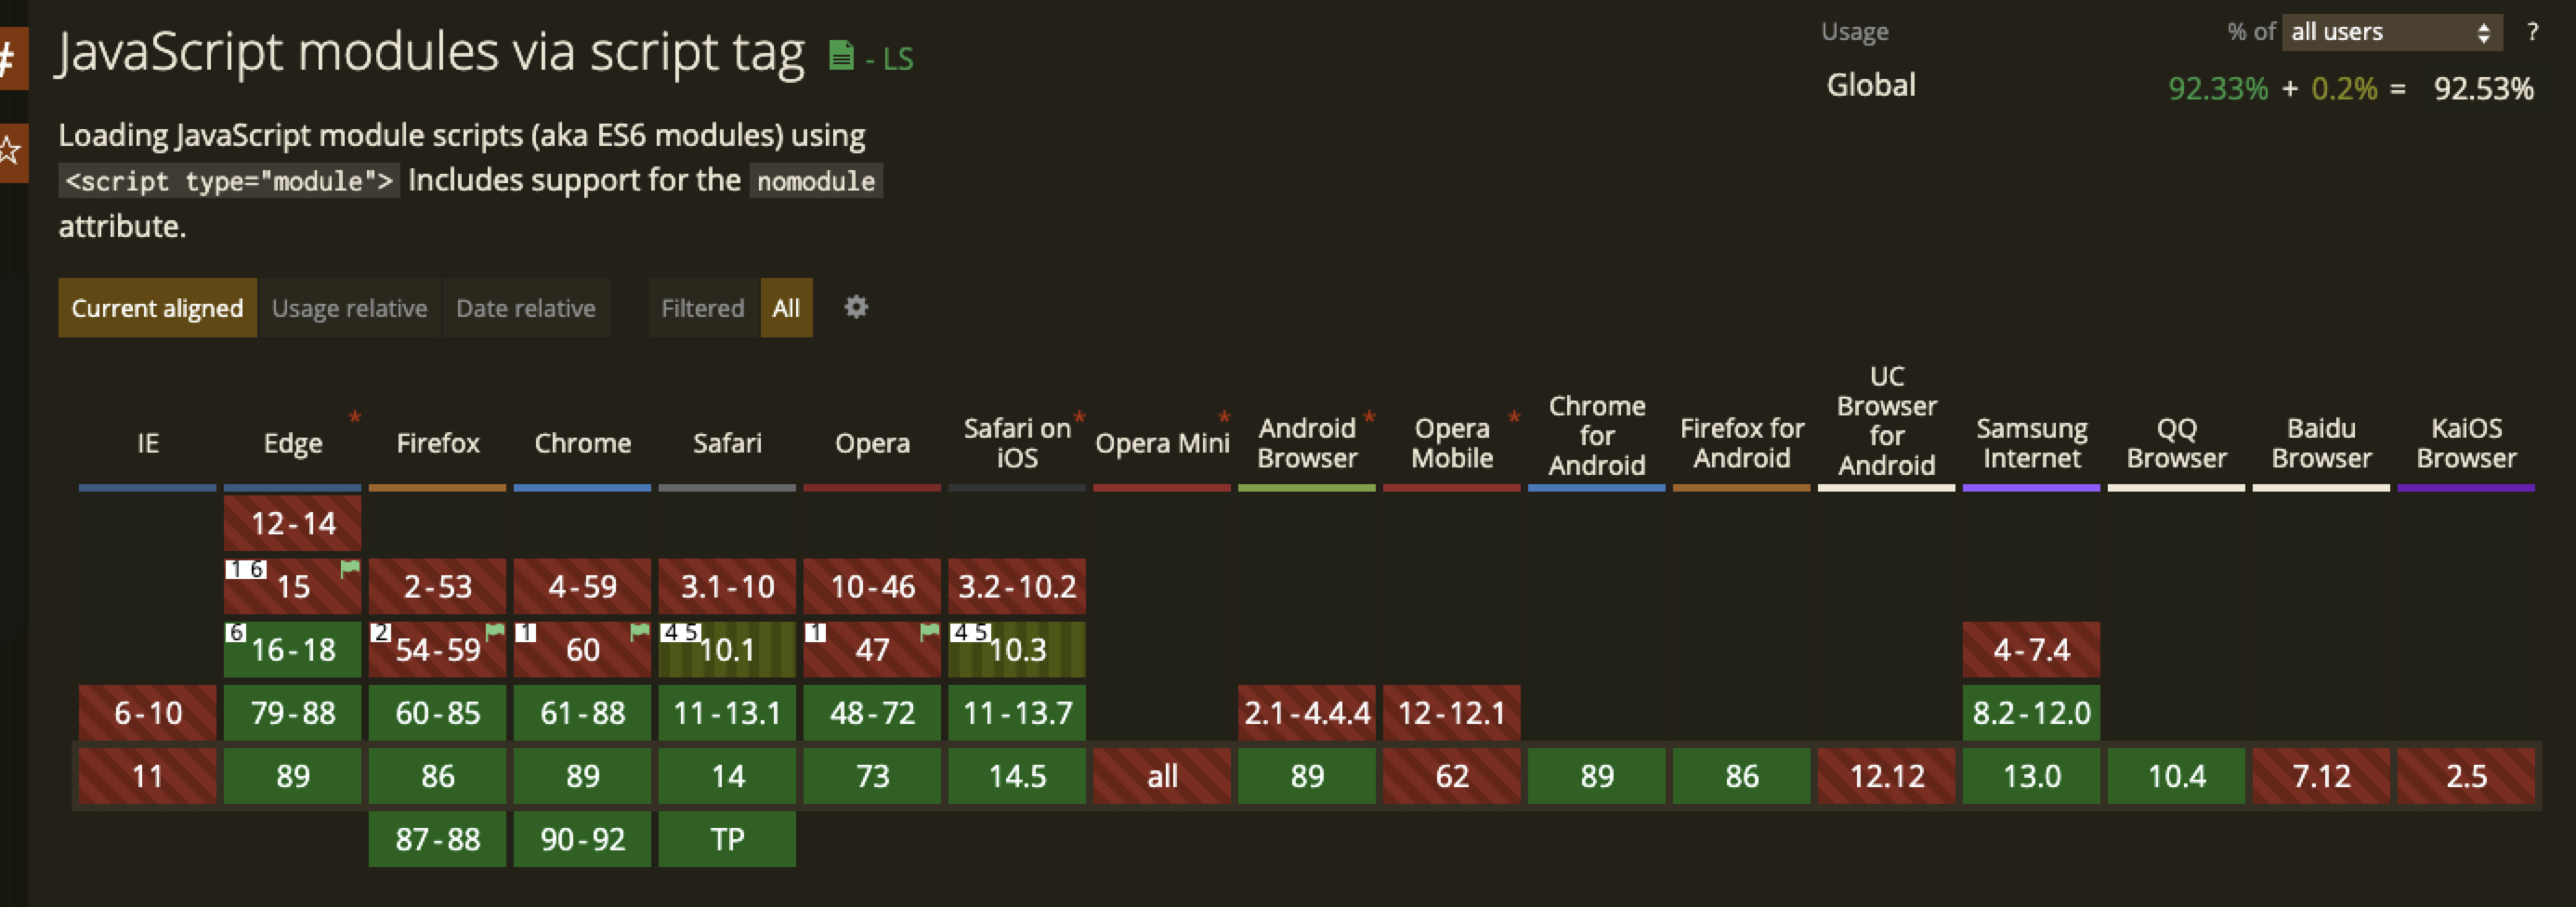 #
JavaScript modules via script tag - LS
Usage % of all users ?
Global 92.33% + 0.2% = 92.53%
Loading JavaScript module scripts (aka ES6 modules) using
<script type="module"> Includes support for the nomodule
attribute.
Current aligned Usage relative Date relative Filtered All
IE Edge * Firefox Chrome Safari Opera Safari on iOS * Opera Mini * Android Browser * Opera Mobile * Chrome for Android Firefox for Android UC Browser for Android Samsung Internet QQ Browser Baidu Browser KaiOS Browser
12-14
1 6 15 2-53 4-59 3.1-10 10-46 3.2-10.2
6 16-18 2 54-59 1 60 4 5 10.1 1 47 4 5 10.3 4-7.4
6-10 79-88 60-85 61-88 11-13.1 48-72 11-13.7 2.1-4.4.4 12-12.1 8.2-12.0
11 89 86 89 14 73 14.5 all 89 62 89 86 12.12 13.0 10.4 7.12 2.5
87-88 90-92 TP